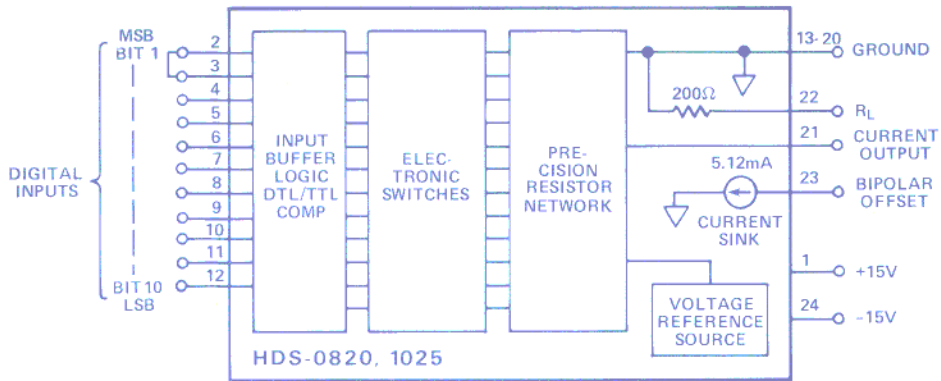 MSB
BIT 1
DIGITAL
INPUTS
BIT 10
LSB
2
3
4
5
6
7
8
9
10
11
12
INPUT
BUFFER
LOGIC
DTL/TTL
COMP
ELEC-
TRONIC
SWITCHES
PRE-
CISION
RESISTOR
NETWORK
200Ω
5.12mA
CURRENT
SINK
VOLTAGE
REFERENCE
SOURCE
13-20 GROUND
22 RL
21 CURRENT
OUTPUT
23 BIPOLAR
OFFSET
1 +15V
24 -15V
HDS-0820, 1025